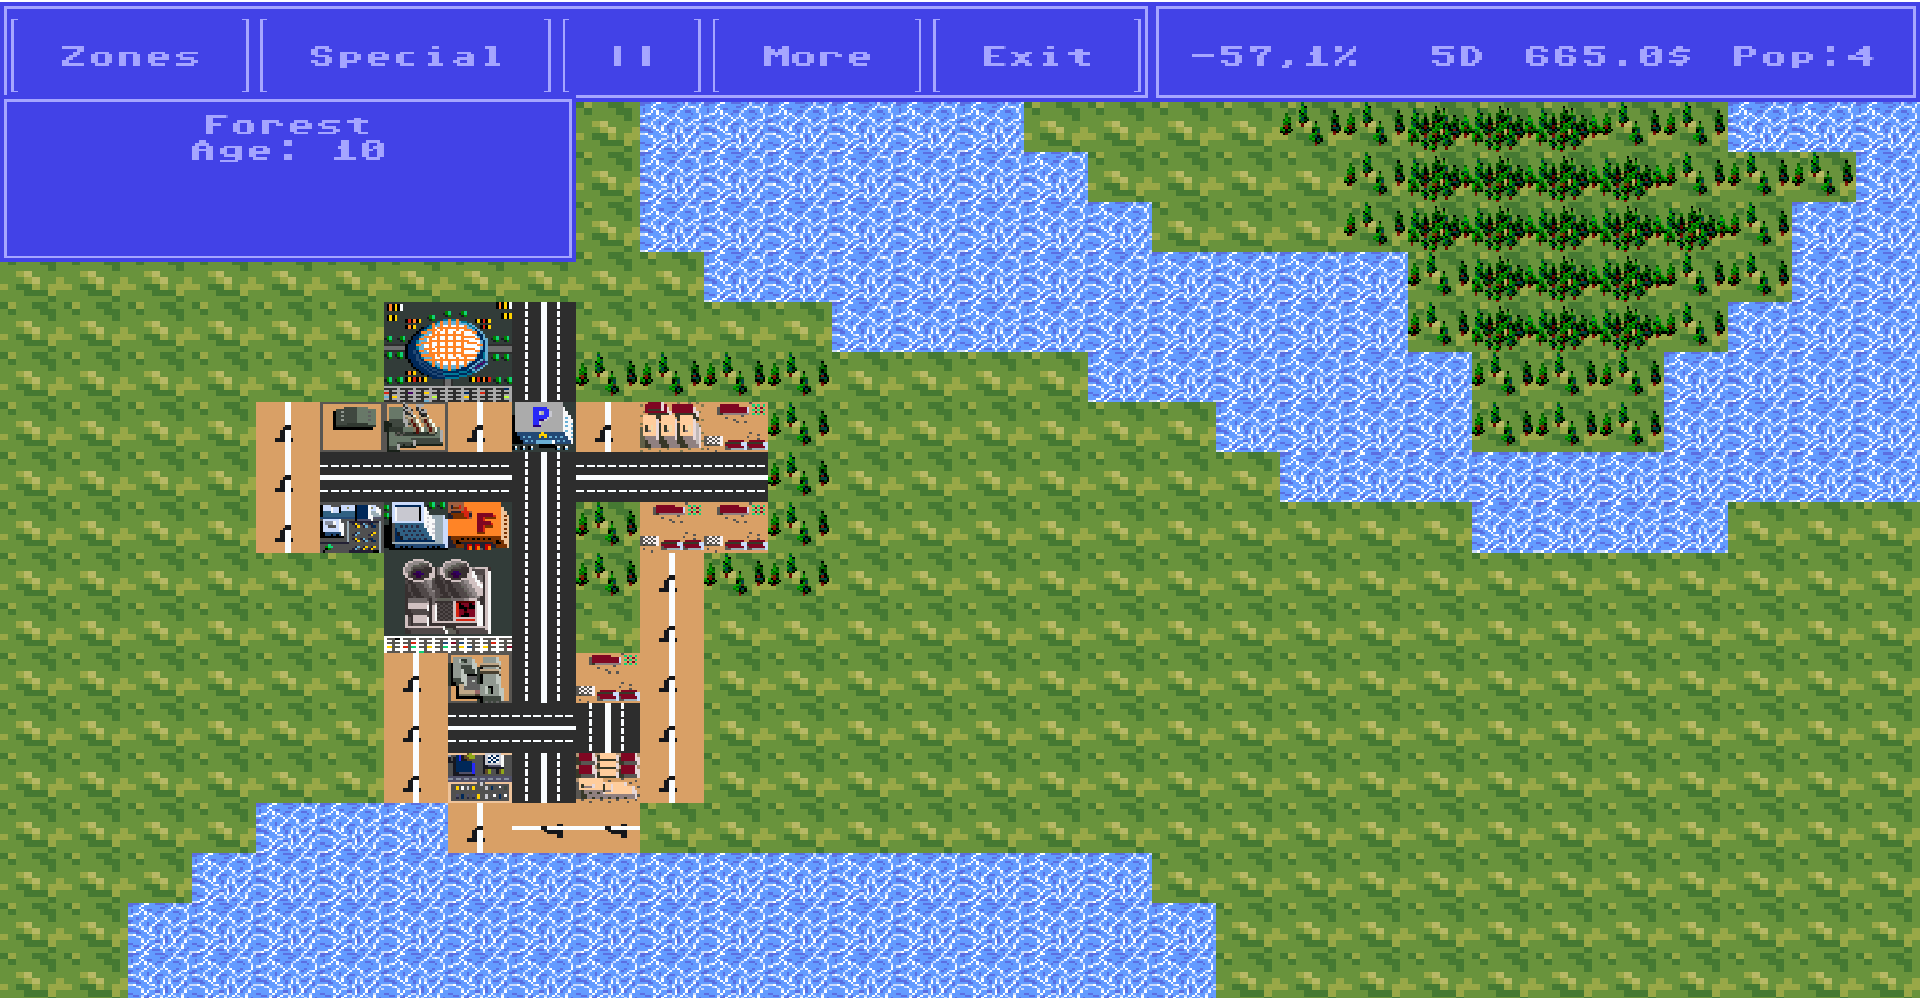 Zones Special II More Exit -57,1% 5D 665.0$ Pop:4
Forest
Age: 10
P
F